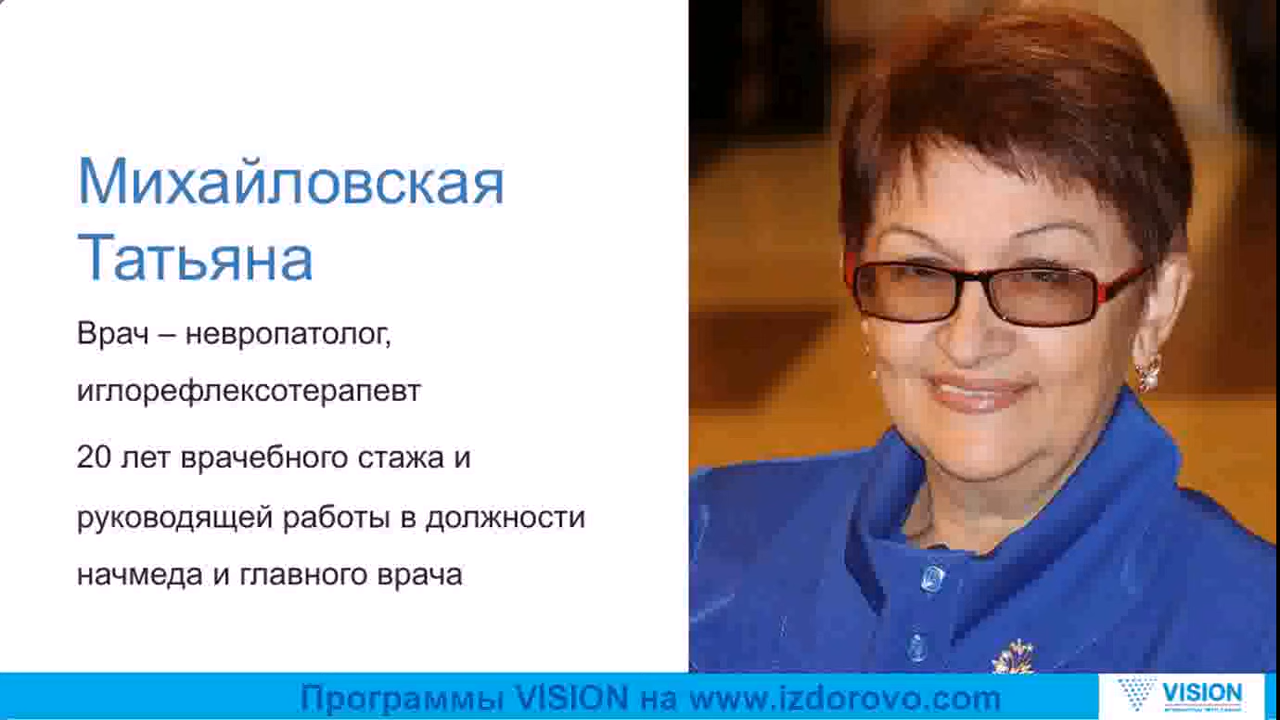 Михайловская
Татьяна
Врач – невропатолог,
иглорефлексотерапевт
20 лет врачебного стажа и
руководящей работы в должности
начмеда и главного врача
Программы VISION на www.izdorovo.com
VISION